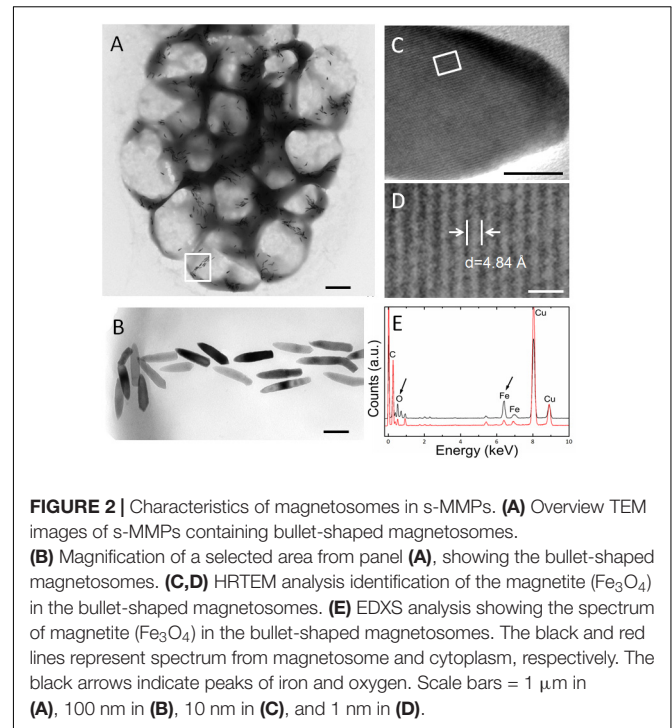 A
C
D
d=4.84 Å
B
E
Counts (a.u.)
C
O
Fe
Fe
Cu
Cu
0 2 4 6 8 10
Energy (keV)
FIGURE 2 | Characteristics of magnetosomes in s-MMPs. (A) Overview TEM
images of s-MMPs containing bullet-shaped magnetosomes.
(B) Magnification of a selected area from panel (A), showing the bullet-shaped
magnetosomes. (C,D) HRTEM analysis identification of the magnetite (Fe₃O₄)
in the bullet-shaped magnetosomes. (E) EDXS analysis showing the spectrum
of magnetite (Fe₃O₄) in the bullet-shaped magnetosomes. The black and red
lines represent spectrum from magnetosome and cytoplasm, respectively. The
black arrows indicate peaks of iron and oxygen. Scale bars = 1 μm in
(A), 100 nm in (B), 10 nm in (C), and 1 nm in (D).